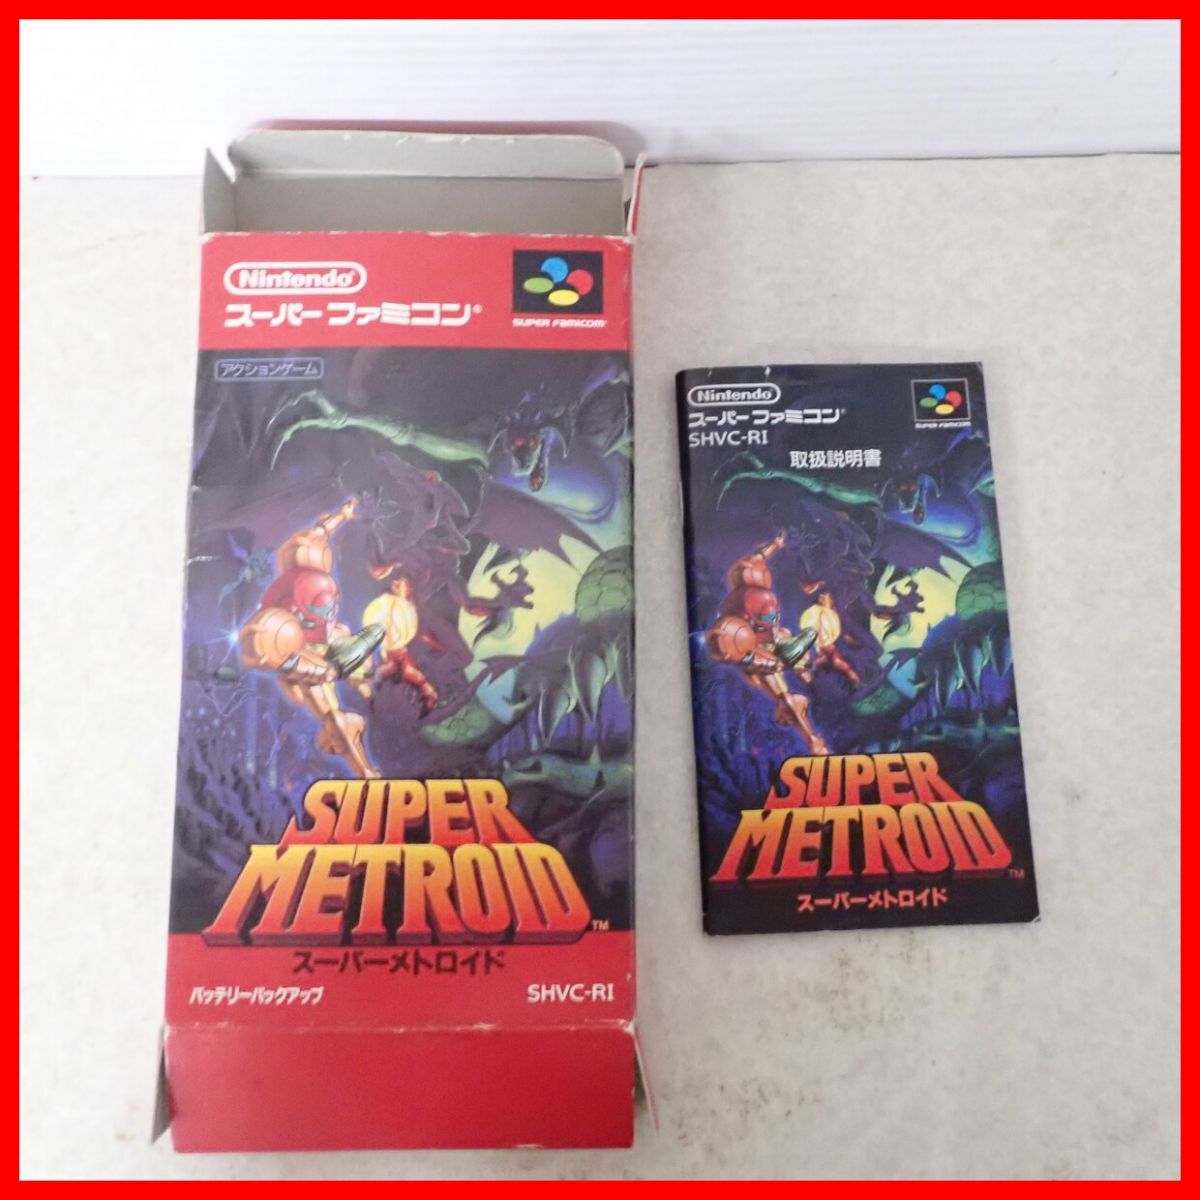 Nintendo®
スーパーファミコン®
SUPER FAMICOM®
アクションゲーム
SUPER
METROID™
スーパーメトロイド
バッテリーバックアップ
SHVC-RI
Nintendo
スーパーファミコン®
SUPER FAMICOM
SHVC-RI
取扱説明書
SUPER
METROID™
スーパーメトロイド